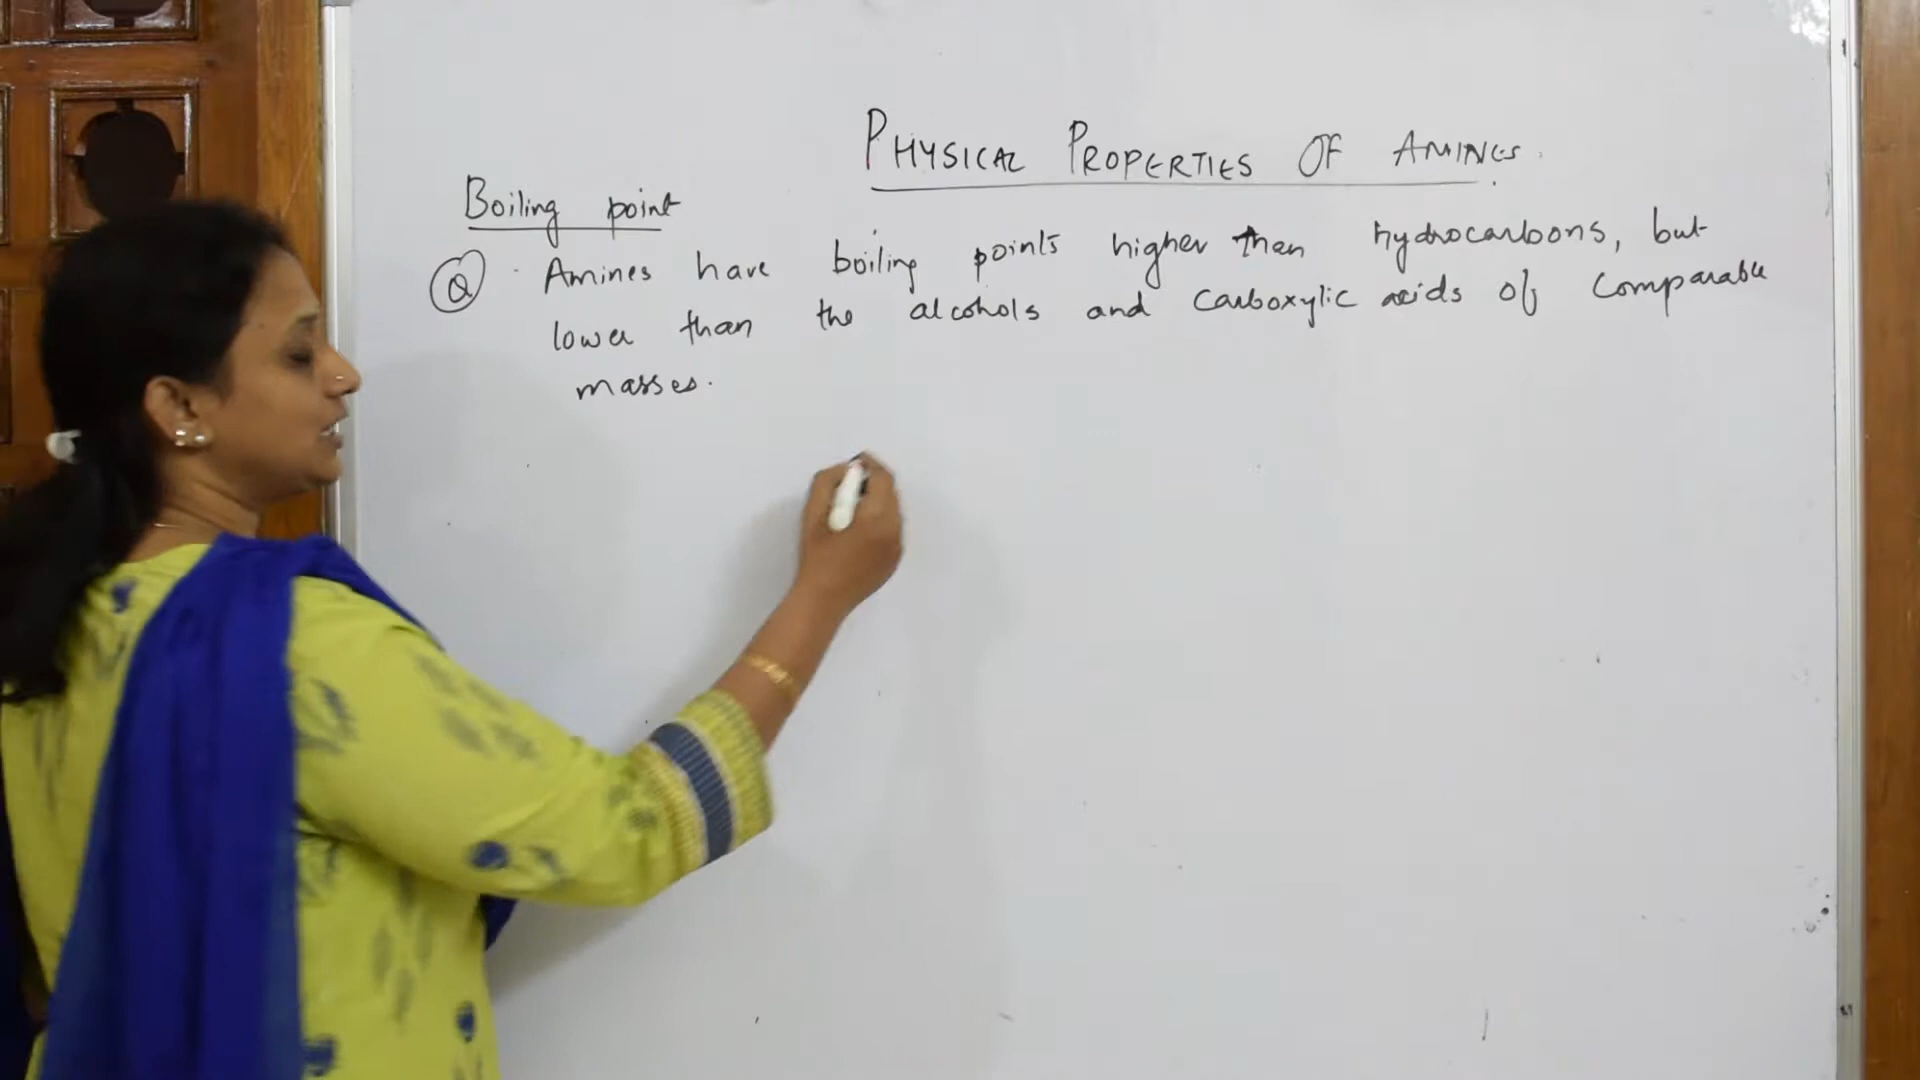 PHYSICAL PROPERTIES OF AMINES.
Boiling point
Q. Amines have boiling points higher than hydrocarbons, but
lower than the alcohols and carboxylic acids of comparable
masses.